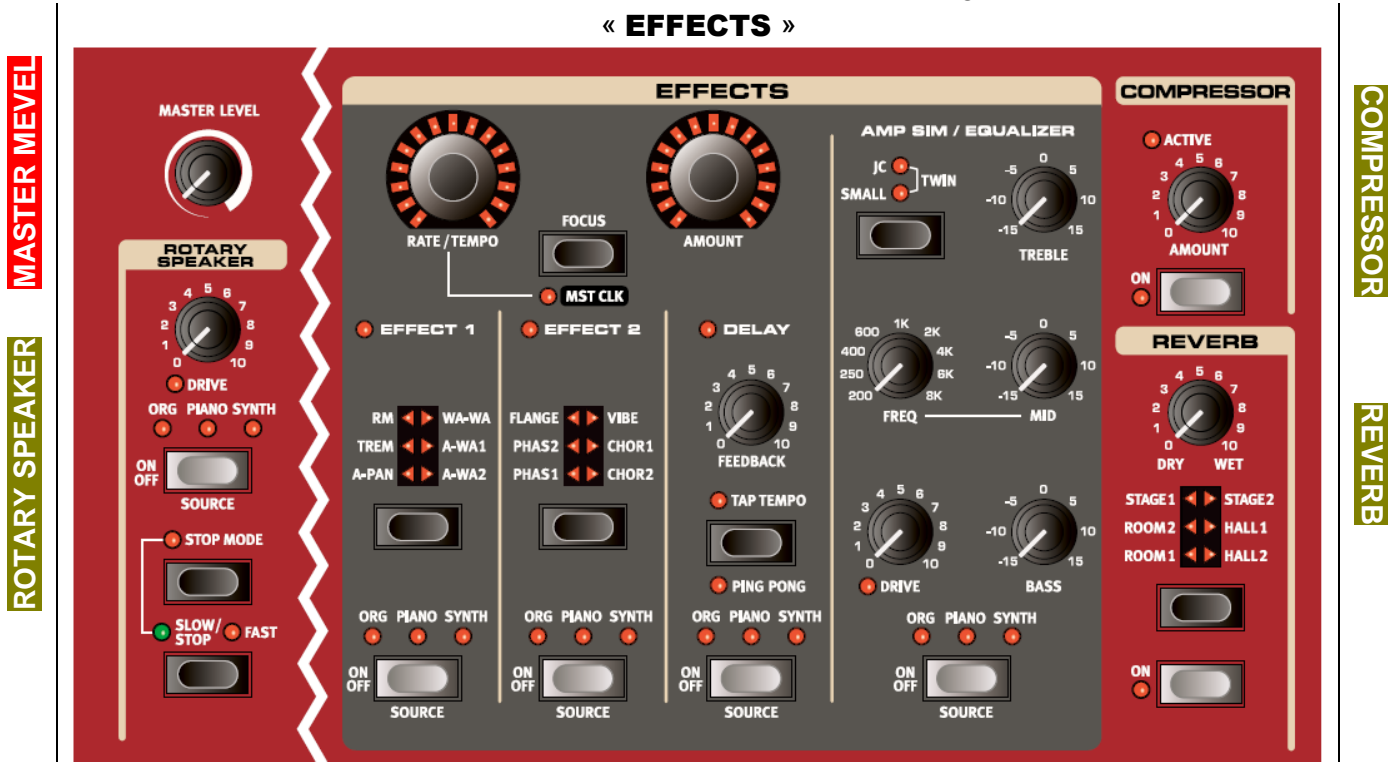 « EFFECTS »
MASTER MEVEL
ROTARY SPEAKER
MASTER LEVEL
ROTARY
SPEAKER
0 1 2 3 4 5 6 7 8 9 10
DRIVE
ORG PIANO SYNTH
ON
OFF
SOURCE
STOP MODE
SLOW/
STOP
FAST
EFFECTS
RATE/TEMPO
FOCUS
MST CLK
AMOUNT
EFFECT 1
RM WA-WA
TREM A-WA1
A-PAN A-WA2
ORG PIANO SYNTH
ON
OFF
SOURCE
EFFECT 2
FLANGE VIBE
PHAS2 CHOR1
PHAS1 CHOR2
ORG PIANO SYNTH
ON
OFF
SOURCE
DELAY
0 1 2 3 4 5 6 7 8 9 10
FEEDBACK
TAP TEMPO
PING PONG
ORG PIANO SYNTH
ON
OFF
SOURCE
AMP SIM / EQUALIZER
JC
SMALL
TWIN
-15 -10 -5 0 5 10 15
TREBLE
200 250 400 600 1K 2K 4K 6K 8K
FREQ
-15 -10 -5 0 5 10 15
MID
0 1 2 3 4 5 6 7 8 9 10
DRIVE
-15 -10 -5 0 5 10 15
BASS
ORG PIANO SYNTH
ON
OFF
SOURCE
COMPRESSOR
ACTIVE
0 1 2 3 4 5 6 7 8 9 10
AMOUNT
ON
REVERB
0 1 2 3 4 5 6 7 8 9 10
DRY WET
STAGE1 STAGE2
ROOM2 HALL1
ROOM1 HALL2
ON
COMPRESSOR
REVERB